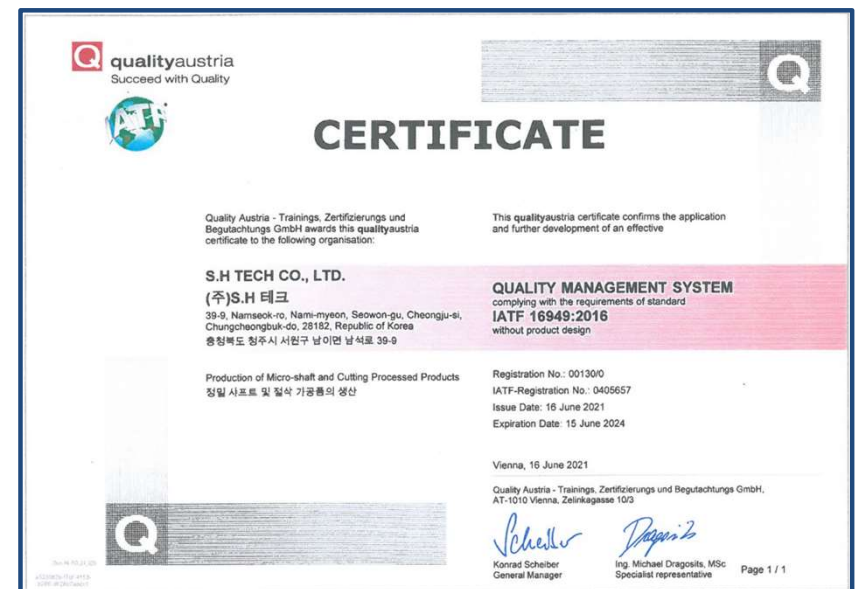 qualityaustria
Succeed with Quality
IATF
CERTIFICATE
Quality Austria - Trainings, Zertifizierungs und
Begutachtungs GmbH awards this qualityaustria
certificate to the following organisation:
S.H TECH CO., LTD.
(주)S.H 테크
39-9, Namseok-ro, Nami-myeon, Seowon-gu, Cheongju-si,
Chungcheongbuk-do, 28182, Republic of Korea
충청북도 청주시 서원구 남이면 남석로 39-9
Production of Micro-shaft and Cutting Processed Products
정밀 샤프트 및 절삭 가공품의 생산
This qualityaustria certificate confirms the application
and further development of an effective
QUALITY MANAGEMENT SYSTEM
complying with the requirements of standard
IATF 16949:2016
without product design
Registration No.: 00130/0
IATF-Registration No.: 0405657
Issue Date: 16 June 2021
Expiration Date: 15 June 2024
Vienna, 16 June 2021
Quality Austria - Trainings, Zertifizierungs und Begutachtungs GmbH,
AT-1010 Vienna, Zelinkagasse 10/3
Konrad Scheiber
General Manager
Ing. Michael Dragosits, MSc
Specialist representative
Page 1 / 1